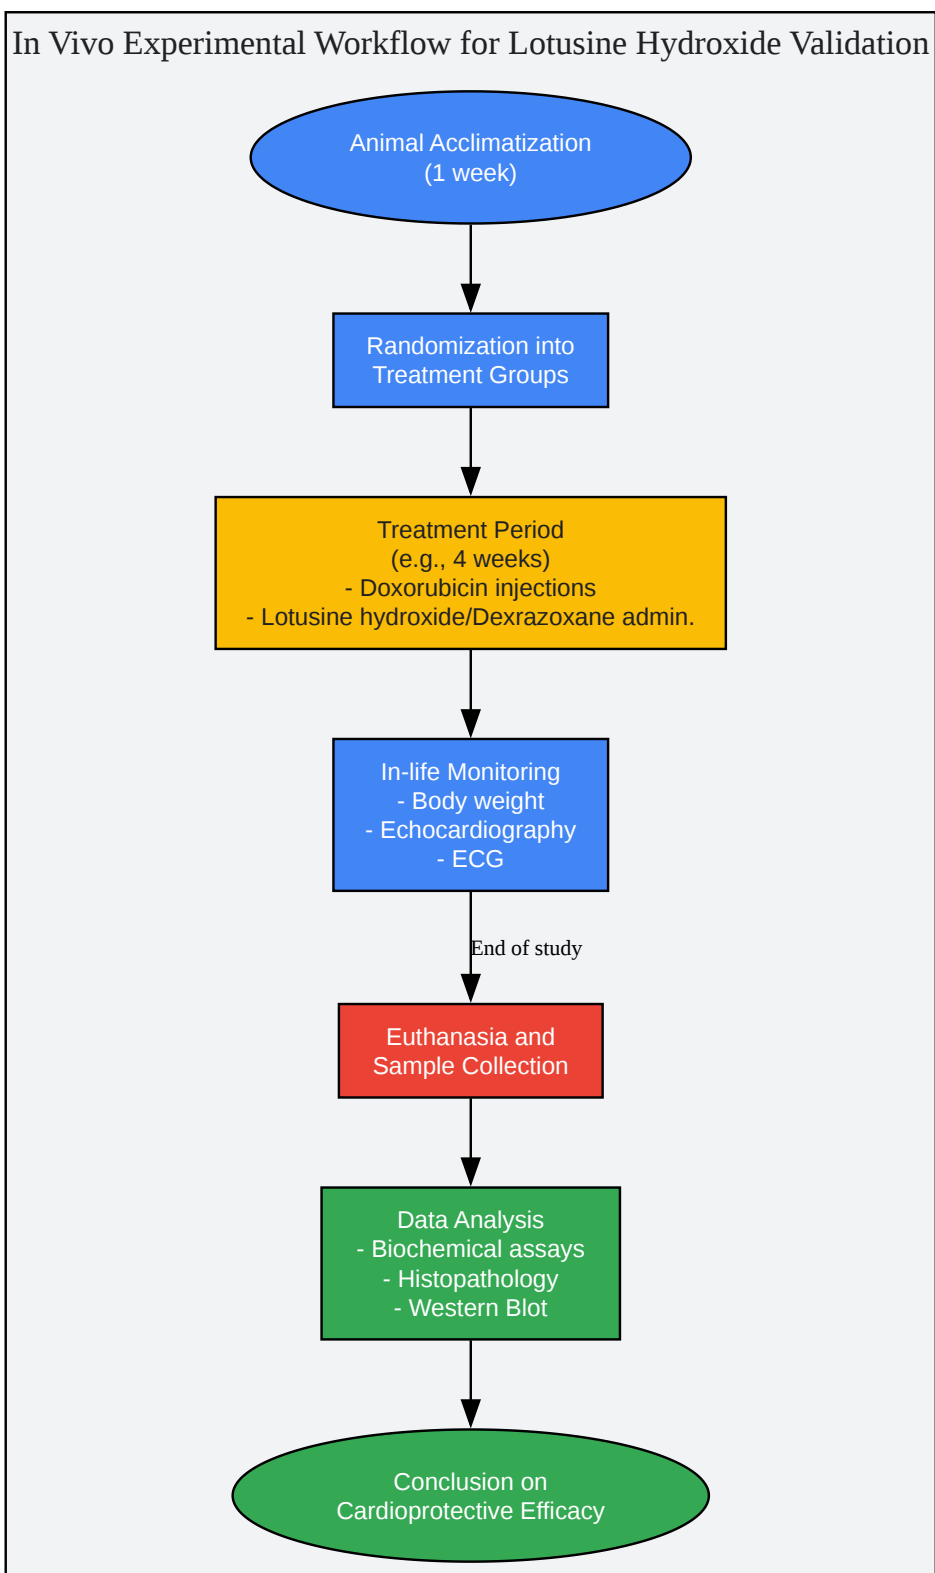 In Vivo Experimental Workflow for Lotusine Hydroxide Validation
Animal Acclimatization
(1 week)
Randomization into
Treatment Groups
Treatment Period
(e.g., 4 weeks)
- Doxorubicin injections
- Lotusine hydroxide/Dexrazoxane admin.
In-life Monitoring
- Body weight
- Echocardiography
- ECG
End of study
Euthanasia and
Sample Collection
Data Analysis
- Biochemical assays
- Histopathology
- Western Blot
Conclusion on
Cardioprotective Efficacy